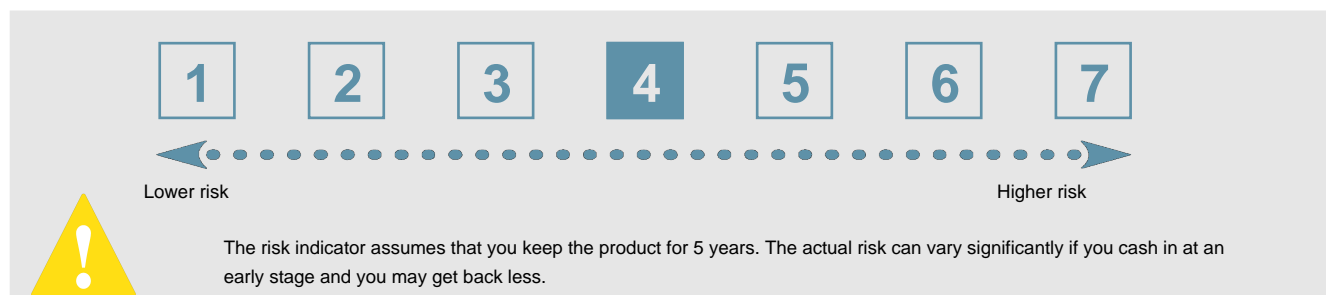 1 2 3 4 5 6 7
Lower risk Higher risk
!
The risk indicator assumes that you keep the product for 5 years. The actual risk can vary significantly if you cash in at an
early stage and you may get back less.